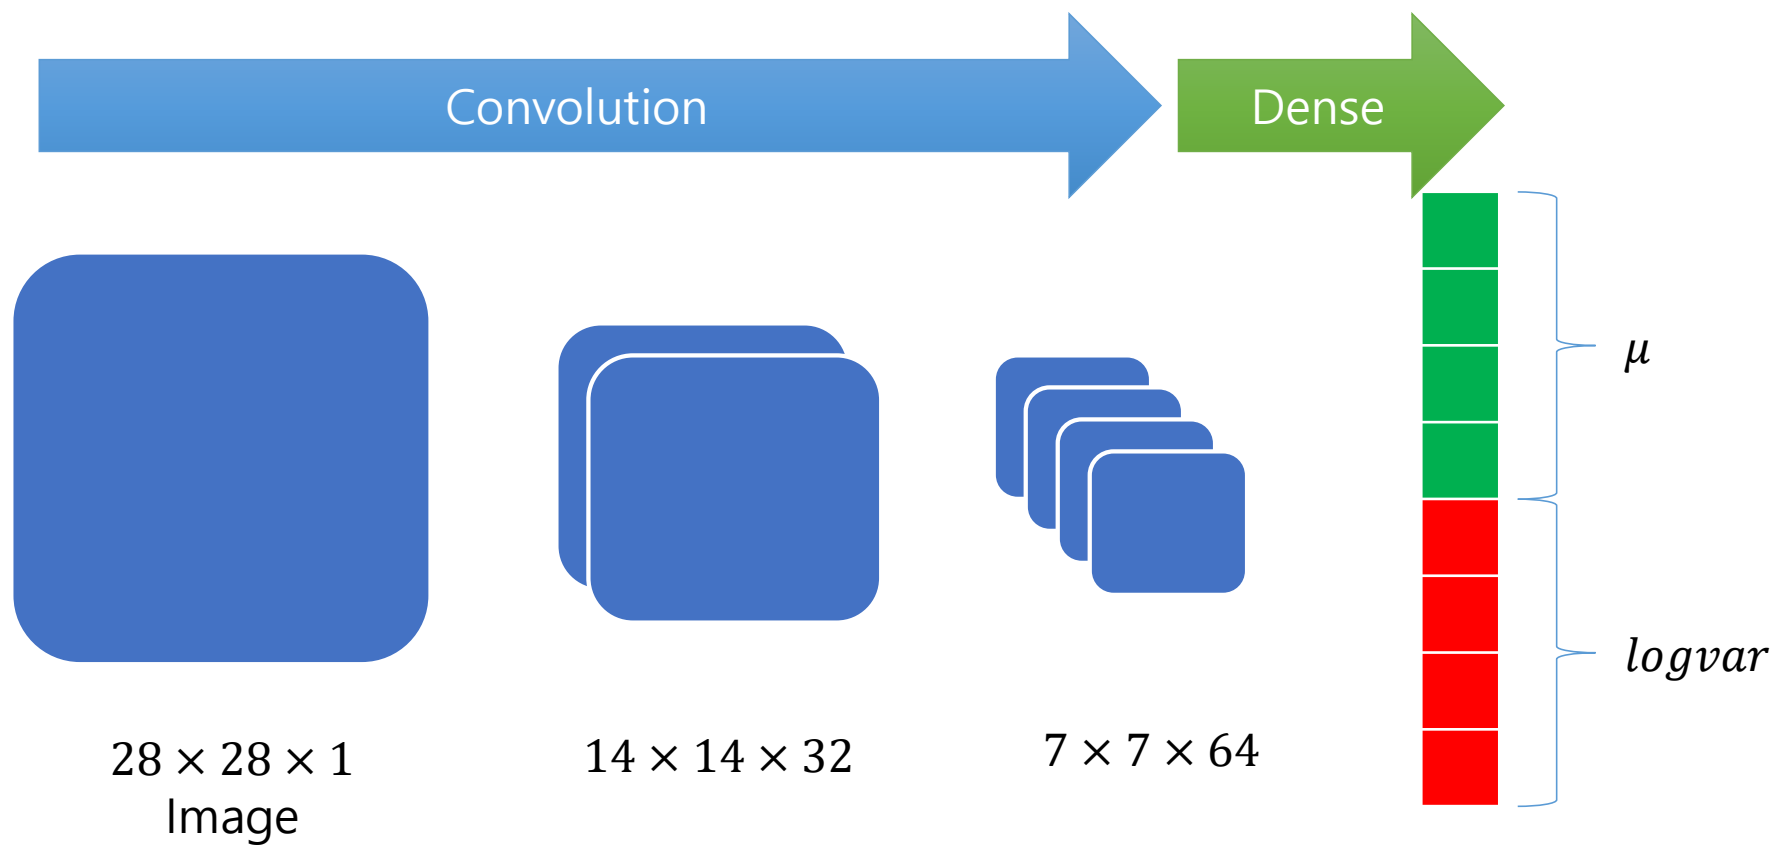 Convolution
Dense
μ
logvar
28 × 28 × 1
Image
14 × 14 × 32
7 × 7 × 64